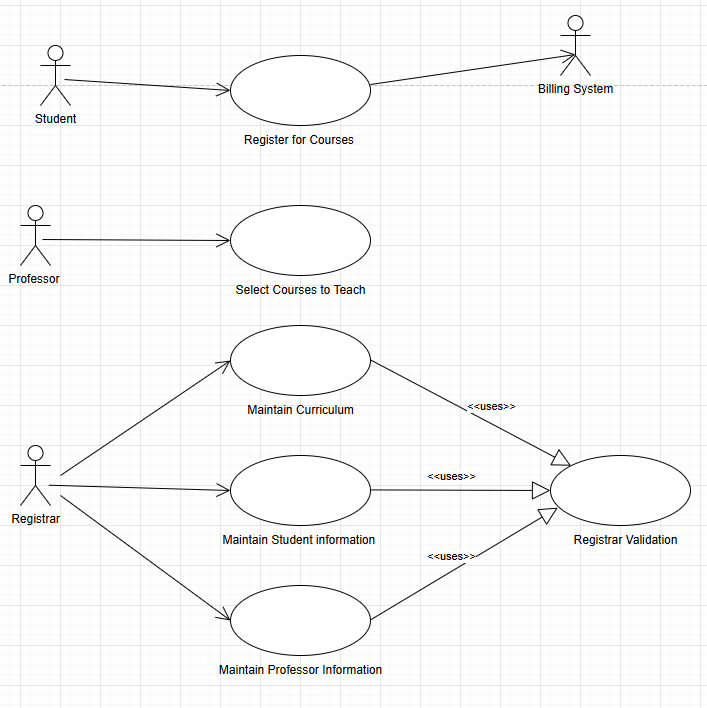 Billing System
Student
Register for Courses
Professor
Select Courses to Teach
Maintain Curriculum
<<uses>>
Registrar
<<uses>>
Maintain Student information
Registrar Validation
<<uses>>
Maintain Professor Information